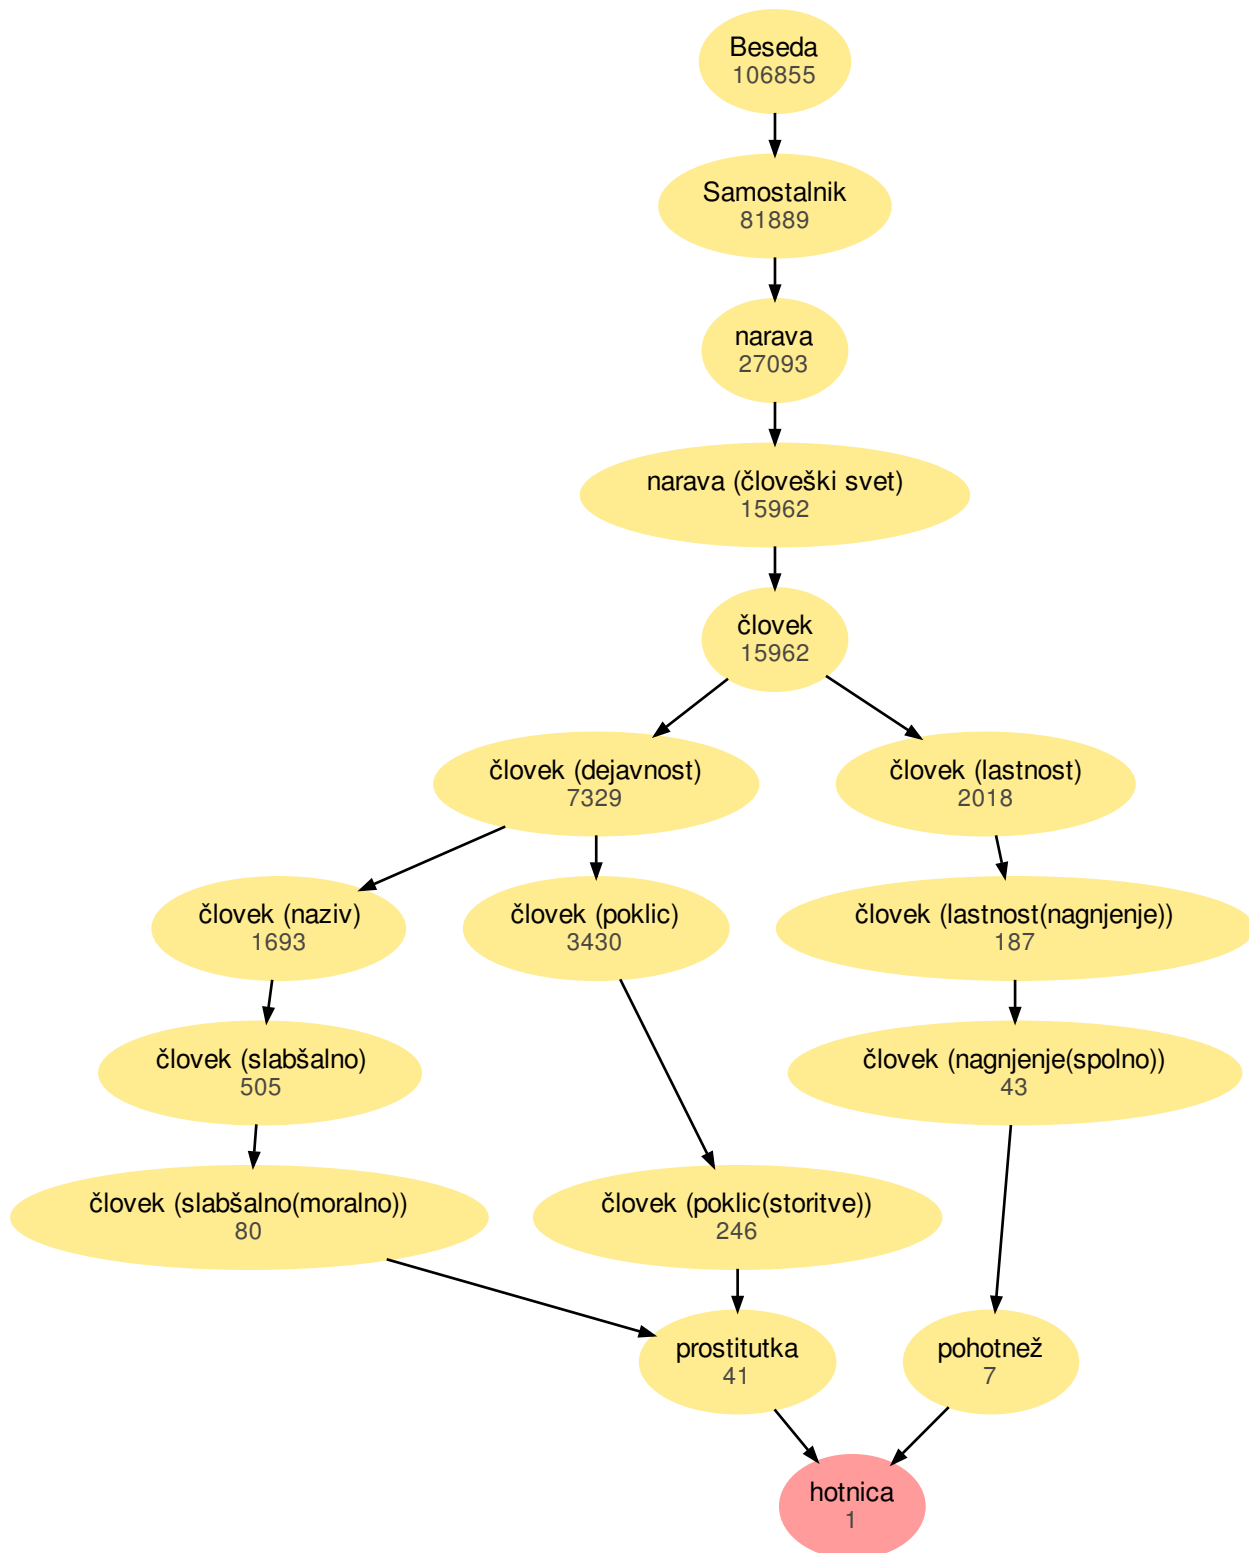 Beseda
106855
Samostalnik
81889
narava
27093
narava (človeški svet)
15962
človek
15962
človek (dejavnost)
7329
človek (lastnost)
2018
človek (naziv)
1693
človek (poklic)
3430
človek (lastnost(nagnjenje))
187
človek (slabšalno)
505
človek (nagnjenje(spolno))
43
človek (slabšalno(moralno))
80
človek (poklic(storitve))
246
prostitutka
41
pohotnež
7
hotnica
1